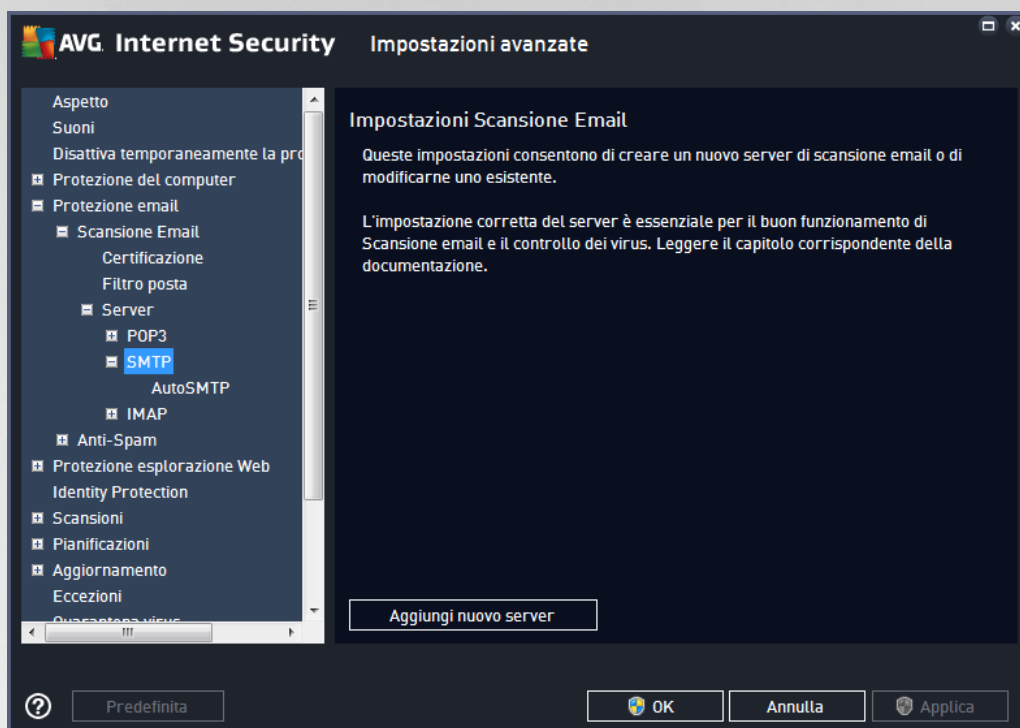 AVG. Internet Security Impostazioni avanzate
Aspetto
Suoni
Disattiva temporaneamente la pro
Protezione del computer
Protezione email
Scansione Email
Certificazione
Filtro posta
Server
POP3
SMTP
AutoSMTP
IMAP
Anti-Spam
Protezione esplorazione Web
Identity Protection
Scansioni
Pianificazioni
Aggiornamento
Eccezioni
Quarantena virus
Impostazioni Scansione Email
Queste impostazioni consentono di creare un nuovo server di scansione email o di
modificarne uno esistente.
L'impostazione corretta del server è essenziale per il buon funzionamento di
Scansione email e il controllo dei virus. Leggere il capitolo corrispondente della
documentazione.
Aggiungi nuovo server
Predefinita
OK
Annulla
Applica